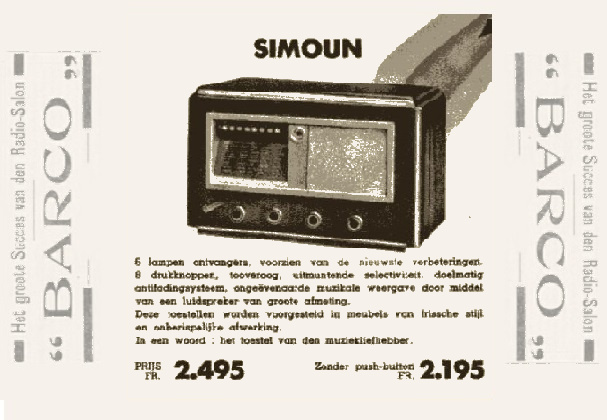 Het groote Succes van den Radio-Salon
“ BARCO ”
SIMOUN
6 lampen ontvangers, voorzien van de nieuwste verbeteringen.
8 drukknoppen, tooveroog, uitmuntende selectiviteit, doelmatig
antifadingsysteem, ongeëvenaarde muzikale weergave door middel
van een luidspreker van groote afmeting.
Deze toestellen worden voorgesteld in meubels van frissche stijl
en onberispelijke afwerking.
In een woord : het toestel van den muziekliefhebber.
PRIJS FR. 2.495
Zonder push-button FR. 2.195
“ BARCO ”
Het groote Succes van den Radio-Salon